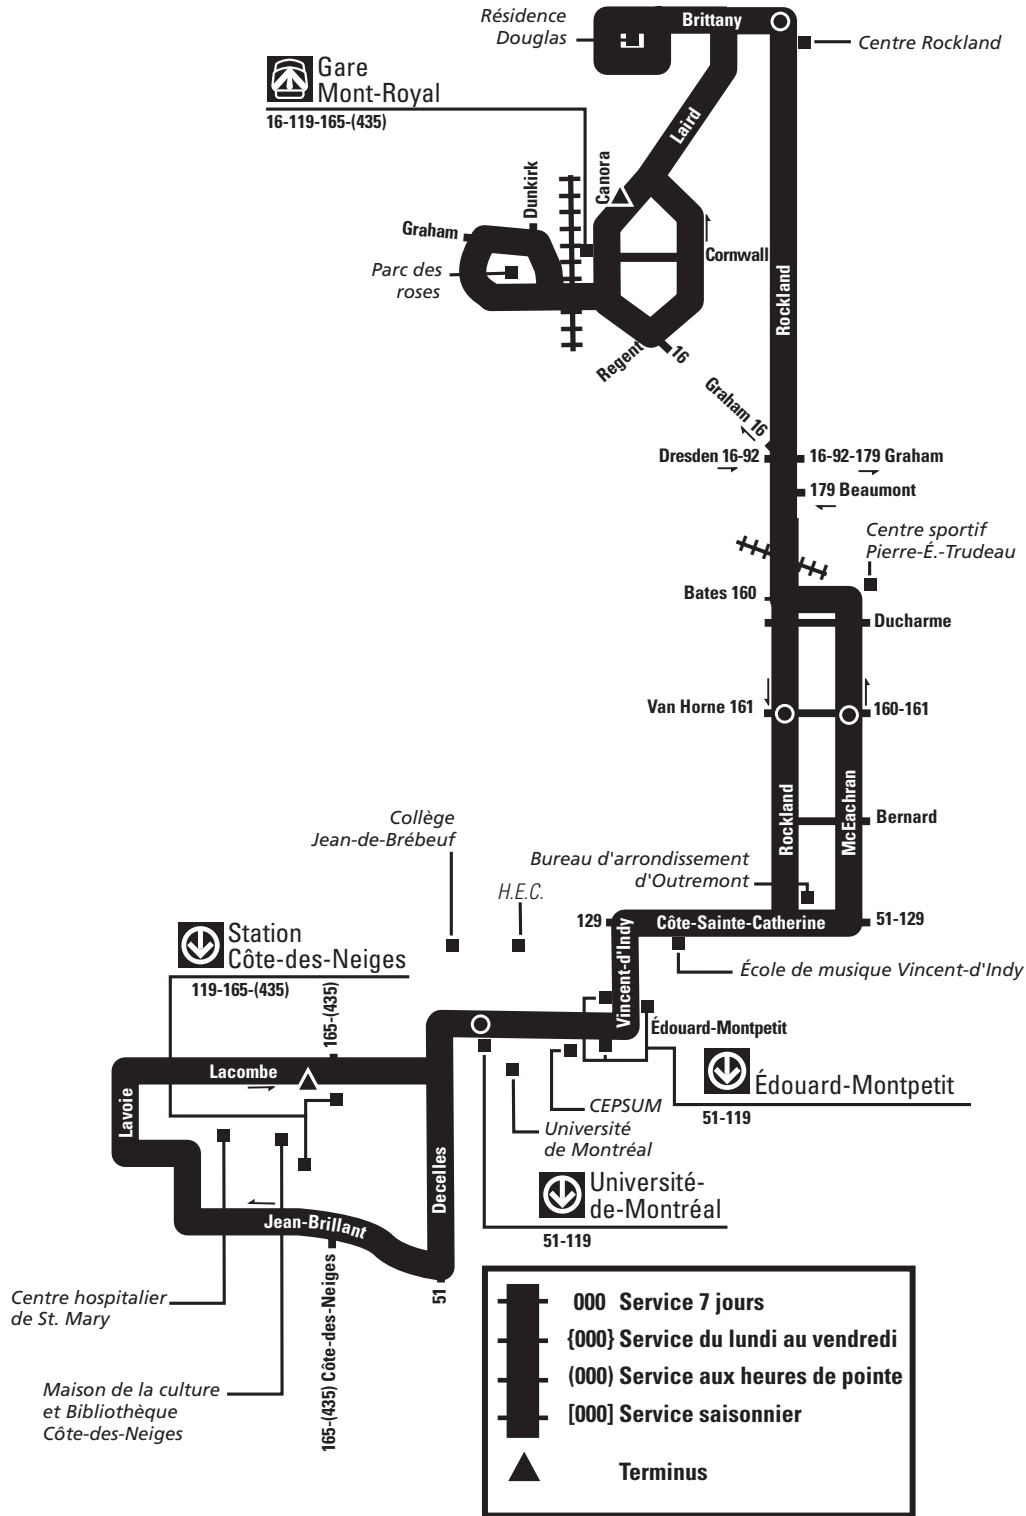 Résidence
Douglas
Brittany
Centre Rockland
Gare
Mont-Royal
16-119-165-(435)
Laird
Canora
Dunkirk
Graham
Cornwall
Parc des
roses
Rockland
Regent
16
Graham 16
Dresden 16-92
16-92-179 Graham
179 Beaumont
Centre sportif
Pierre-É.-Trudeau
Bates 160
Ducharme
Van Horne 161
160-161
Rockland
McEachran
Bernard
Collège
Jean-de-Brébeuf
Bureau d'arrondissement
d'Outremont
H.E.C.
129
Côte-Sainte-Catherine
51-129
Vincent-d'Indy
École de musique Vincent-d'Indy
Station
Côte-des-Neiges
119-165-(435)
165-(435)
Édouard-Montpetit
Lacombe
Lavoie
Édouard-Montpetit
51-119
CEPSUM
Université
de Montréal
Decelles
Université-
de-Montréal
51-119
Jean-Brillant
51
165-(435) Côte-des-Neiges
Centre hospitalier
de St. Mary
Maison de la culture
et Bibliothèque
Côte-des-Neiges
000 Service 7 jours
{000} Service du lundi au vendredi
(000) Service aux heures de pointe
[000] Service saisonnier
Terminus